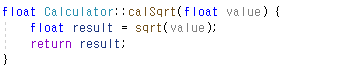 float Calculator::calSqrt(float value) {
    float result = sqrt(value);
    return result;
}